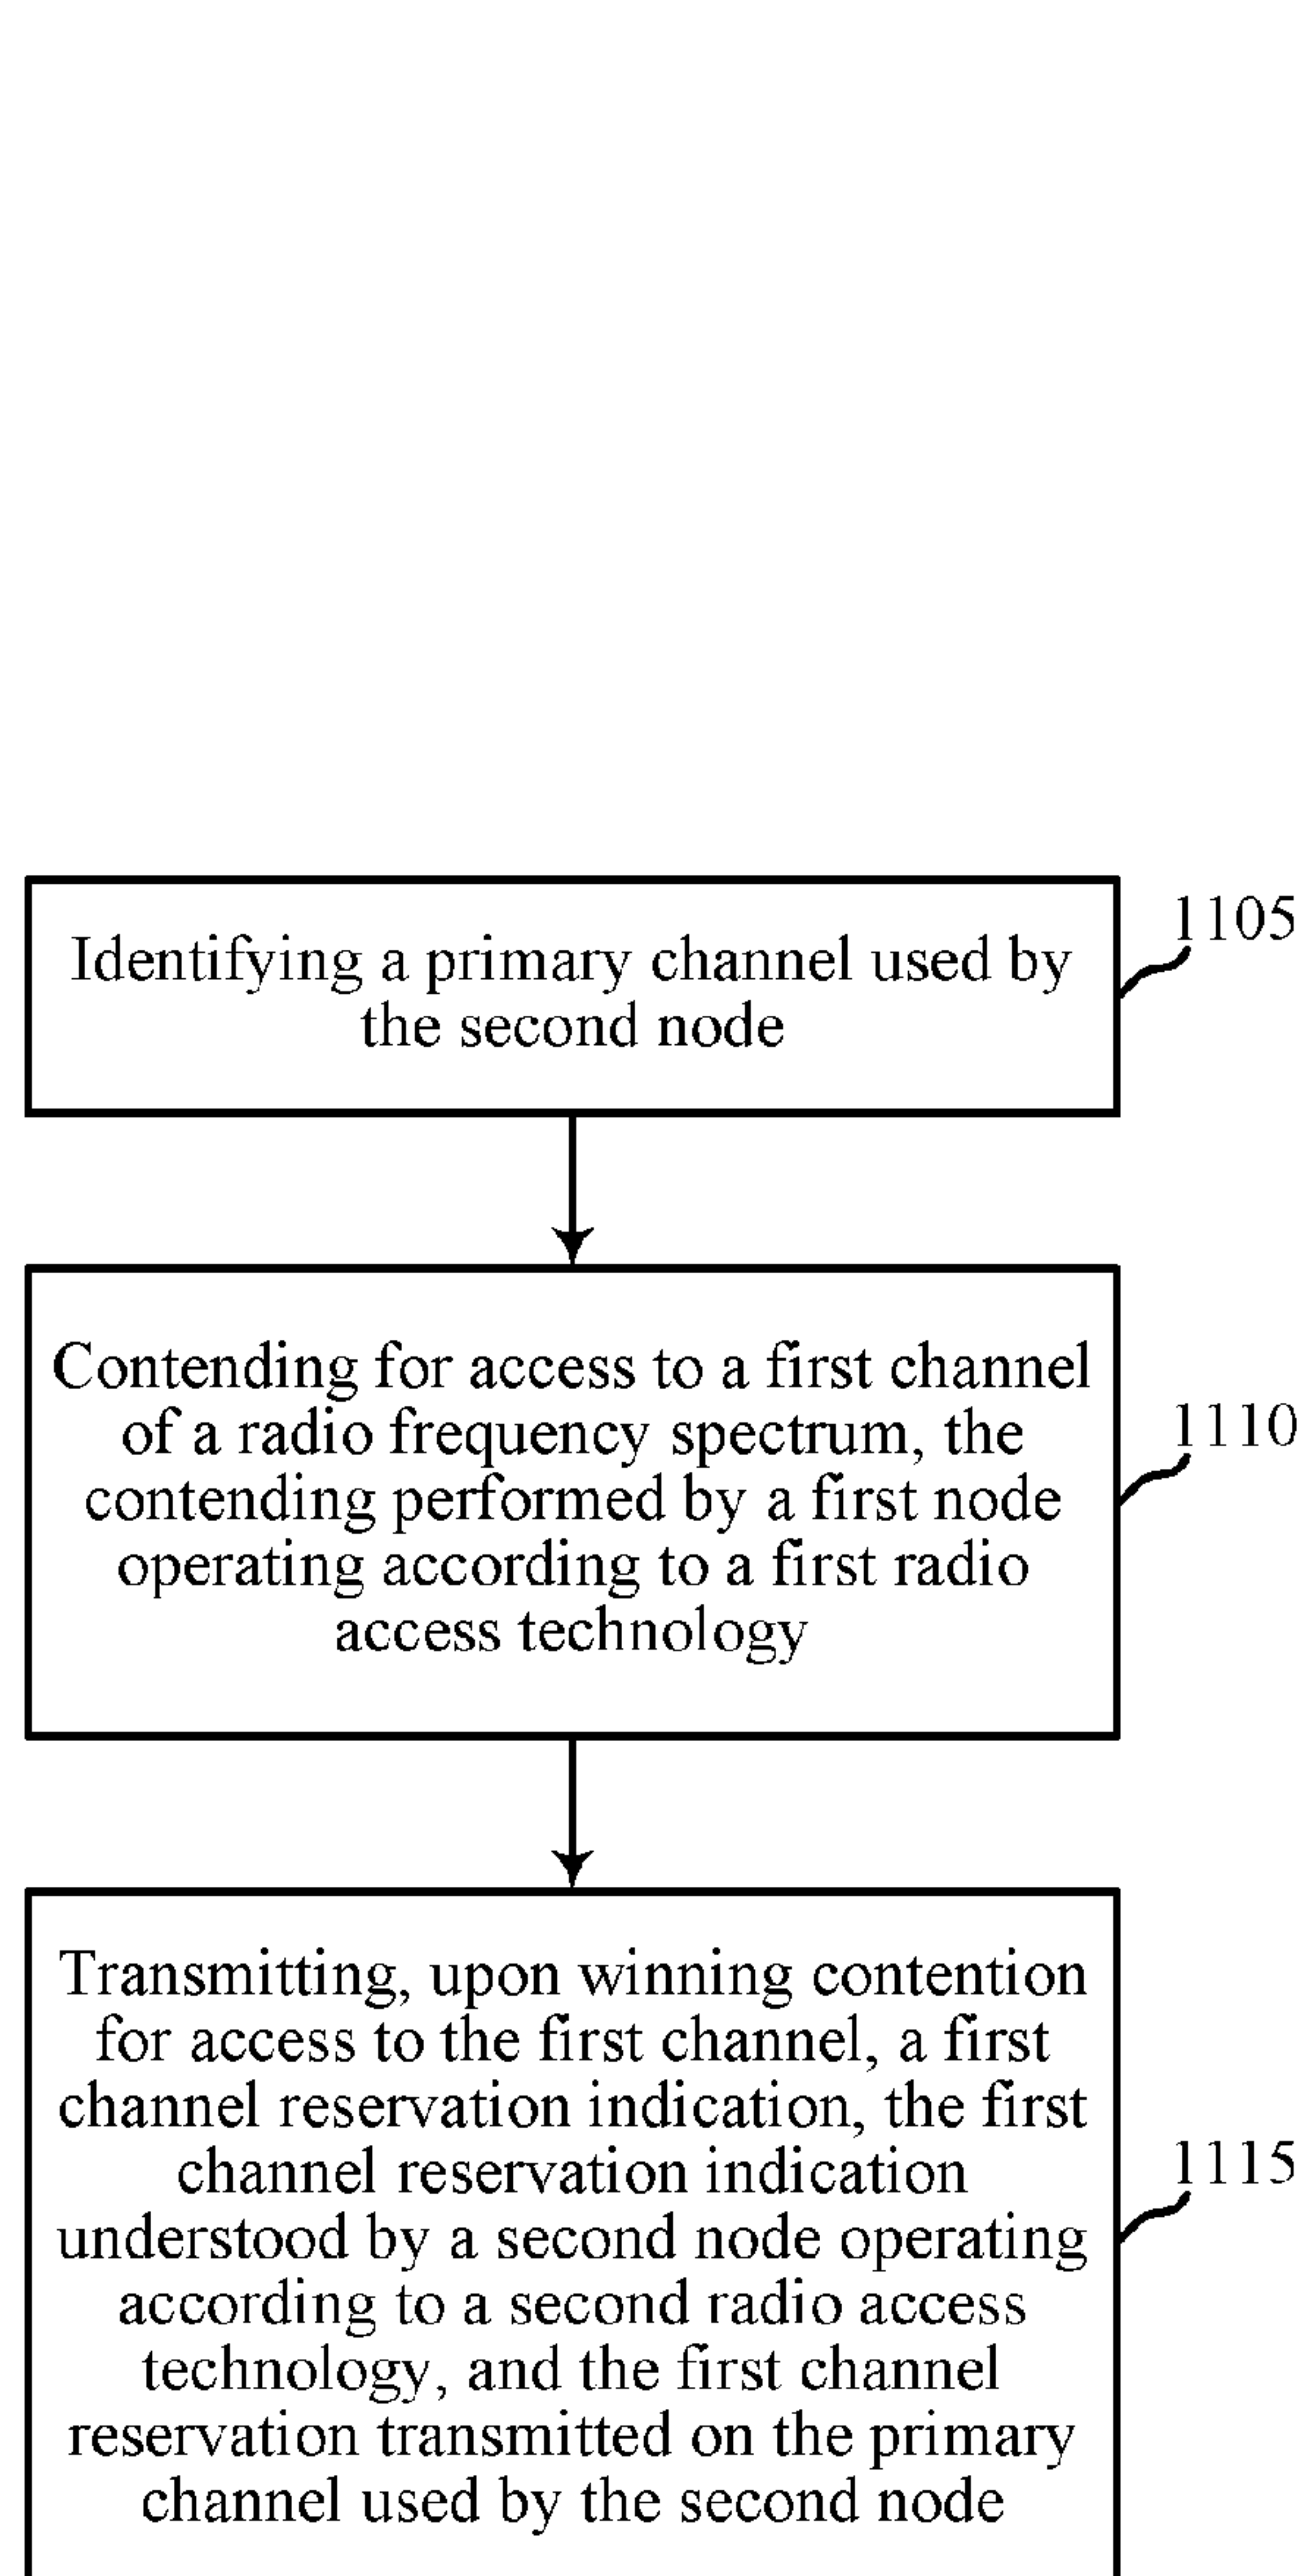 Identifying a primary channel used by
the second node
1105
Contending for access to a first channel
of a radio frequency spectrum, the
contending performed by a first node
operating according to a first radio
access technology
1110
Transmitting, upon winning contention
for access to the first channel, a first
channel reservation indication, the first
channel reservation indication
understood by a second node operating
according to a second radio access
technology, and the first channel
reservation transmitted on the primary
channel used by the second node
1115